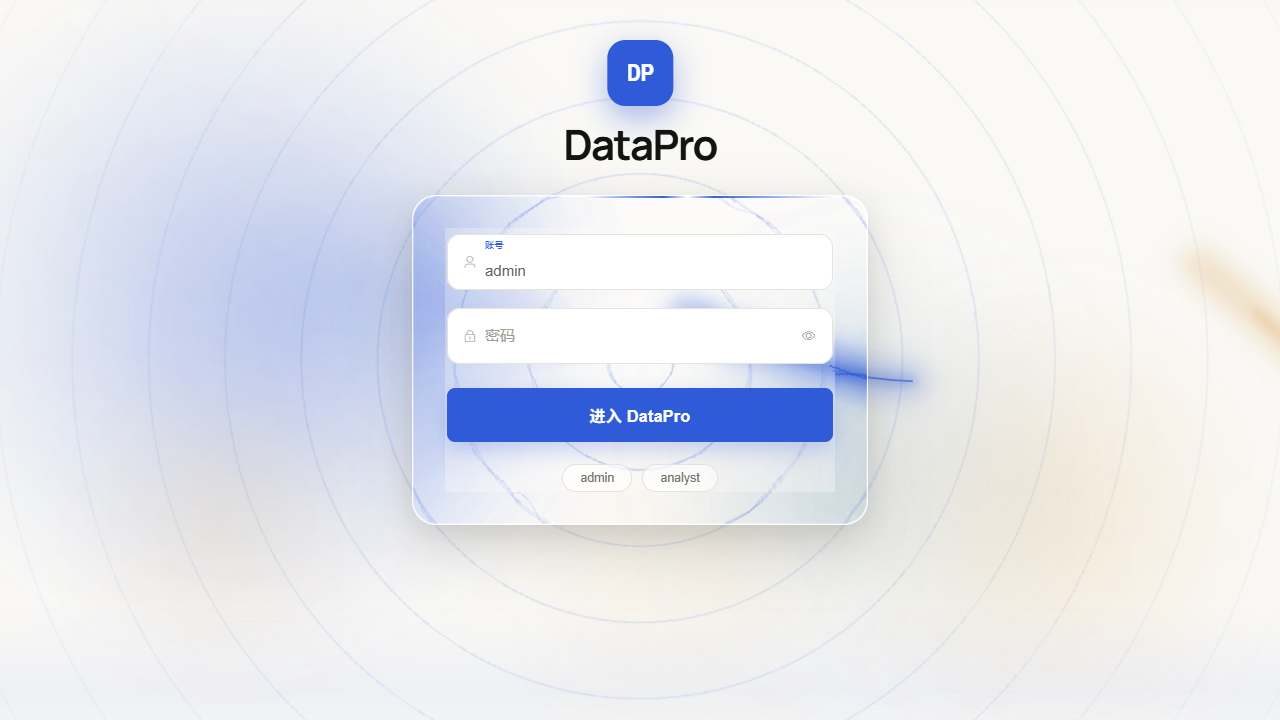 DP
DataPro
账号
admin
密码
进入 DataPro
admin
analyst